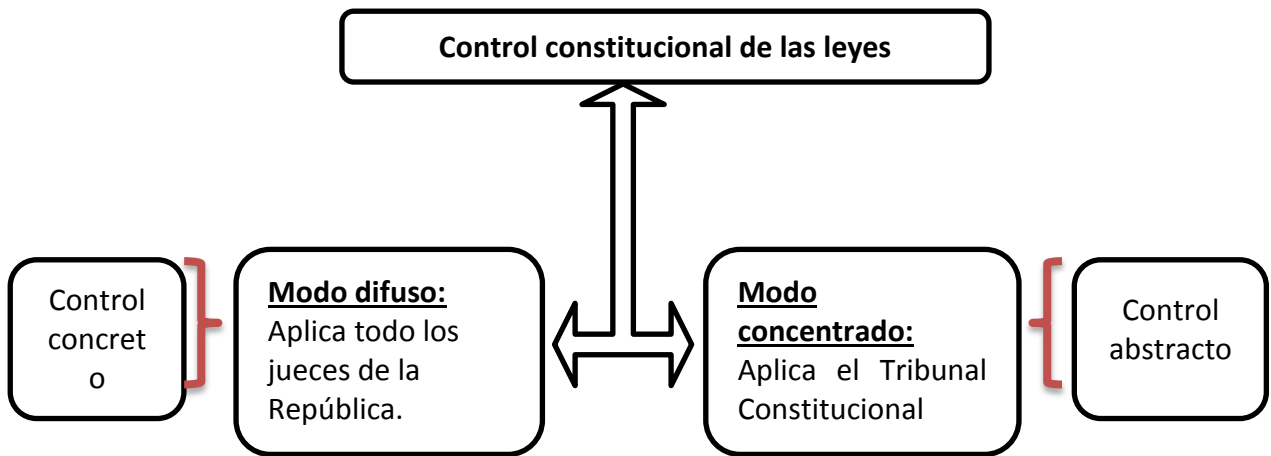 Control constitucional de las leyes
Control
concret
o
Modo difuso:
Aplica todo los
jueces de la
República.
Modo
concentrado:
Aplica el Tribunal
Constitucional
Control
abstracto